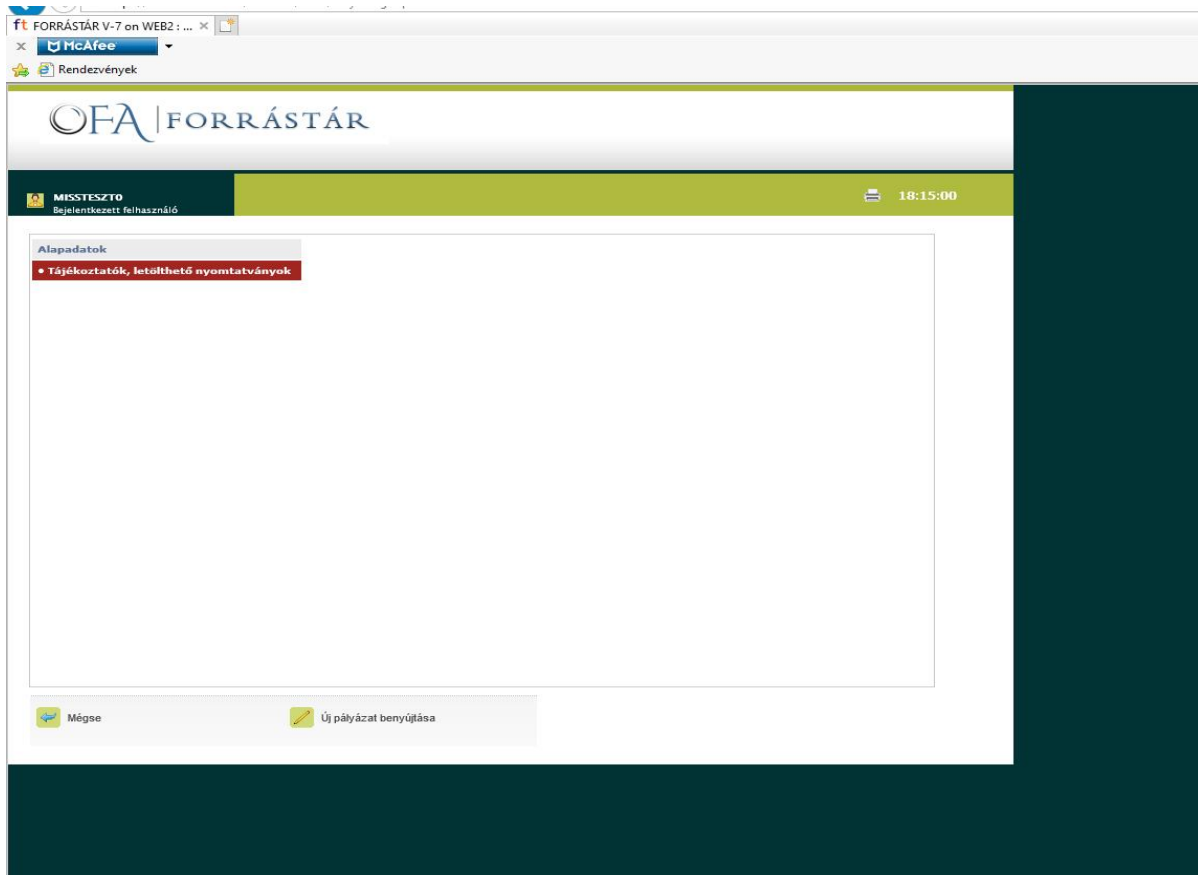 ft FORRÁSTÁR V-7 on WEB2 : ...
McAfee
Rendezvények
OFA | FORRÁSTÁR
MISSTESZT0
18:15:00
Bejelentkezett felhasználó
Alapadatok
• Tájékoztatók, letölthető nyomtatványok
Mégse
Új pályázat benyújtása